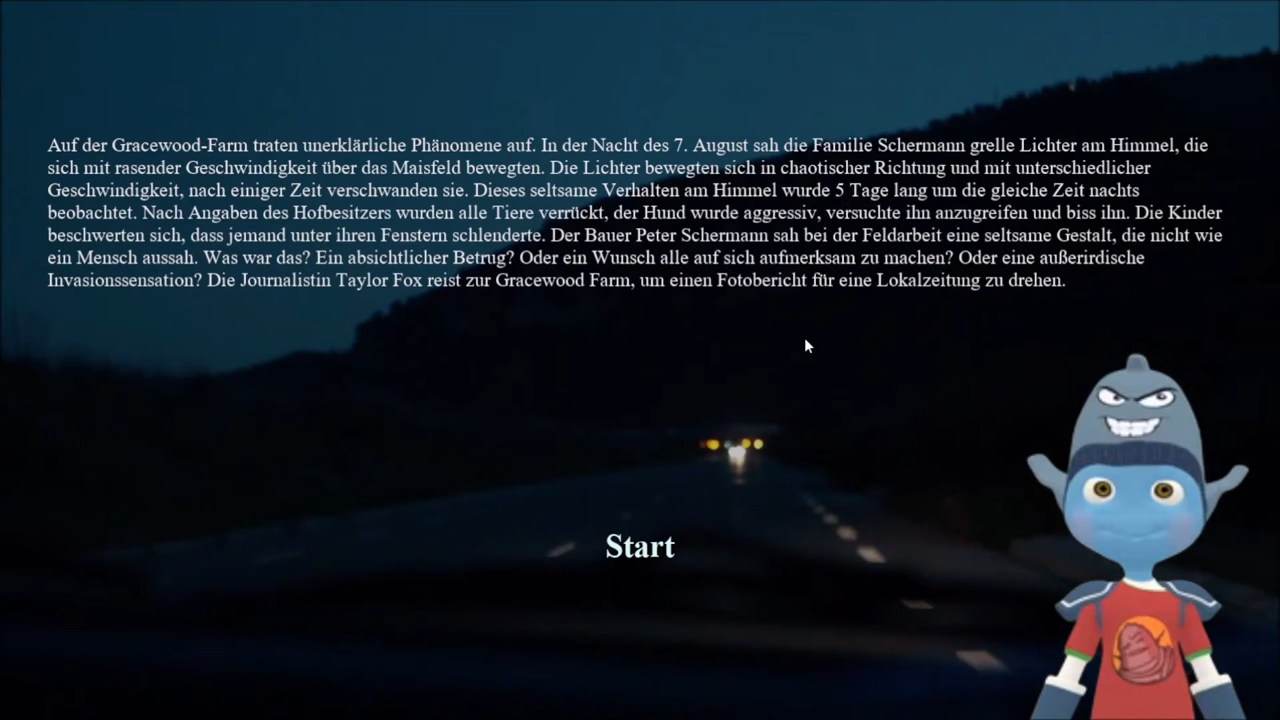 Auf der Gracewood-Farm traten unerklärliche Phänomene auf. In der Nacht des 7. August sah die Familie Schermann grelle Lichter am Himmel, die
sich mit rasender Geschwindigkeit über das Maisfeld bewegten. Die Lichter bewegten sich in chaotischer Richtung und mit unterschiedlicher
Geschwindigkeit, nach einiger Zeit verschwanden sie. Dieses seltsame Verhalten am Himmel wurde 5 Tage lang um die gleiche Zeit nachts
beobachtet. Nach Angaben des Hofbesitzers wurden alle Tiere verrückt, der Hund wurde aggressiv, versuchte ihn anzugreifen und biss ihn. Die Kinder
beschwerten sich, dass jemand unter ihren Fenstern schlenderte. Der Bauer Peter Schermann sah bei der Feldarbeit eine seltsame Gestalt, die nicht wie
ein Mensch aussah. Was war das? Ein absichtlicher Betrug? Oder ein Wunsch alle auf sich aufmerksam zu machen? Oder eine außerirdische
Invasionssensation? Die Journalistin Taylor Fox reist zur Gracewood Farm, um einen Fotobericht für eine Lokalzeitung zu drehen.
Start